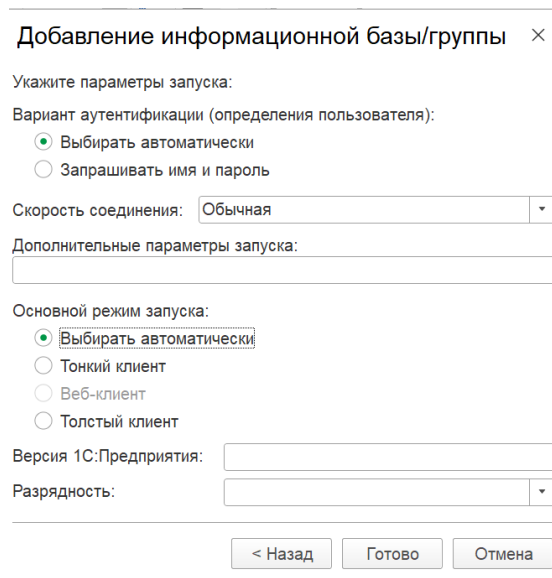 Добавление информационной базы/группы
Укажите параметры запуска:
Вариант аутентификации (определения пользователя):
Выбирать автоматически
Запрашивать имя и пароль
Скорость соединения: Обычная
Дополнительные параметры запуска:
Основной режим запуска:
Выбирать автоматически
Тонкий клиент
Веб-клиент
Толстый клиент
Версия 1С:Предприятия:
Разрядность:
< Назад Готово Отмена